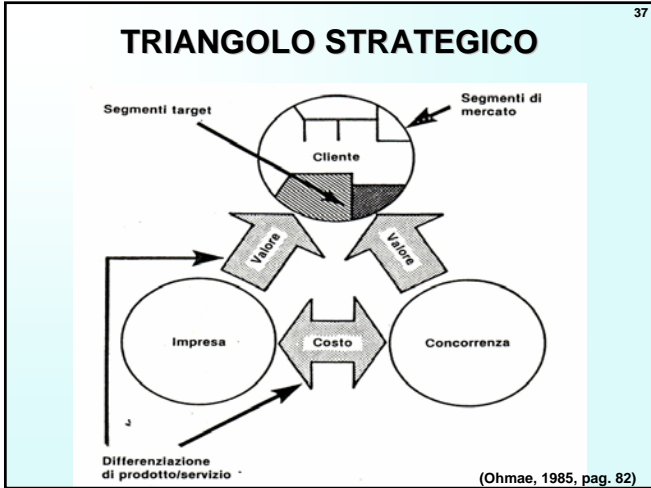 37
TRIANGOLO STRATEGICO
Segmenti target
Segmenti di
mercato
Cliente
Valore
Valore
Impresa
Costo
Concorrenza
Differenziazione
di prodotto/servizio
(Ohmae, 1985, pag. 82)